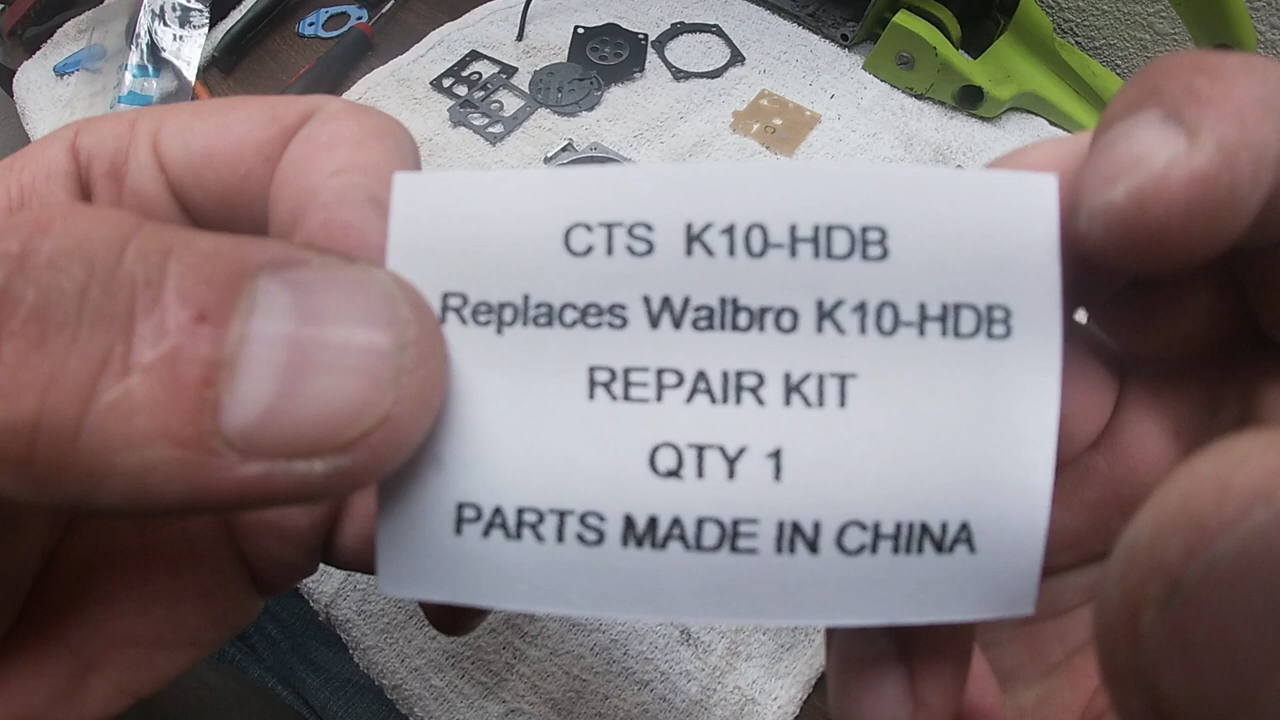 CTS K10-HDB
Replaces Walbro K10-HDB
REPAIR KIT
QTY 1
PARTS MADE IN CHINA